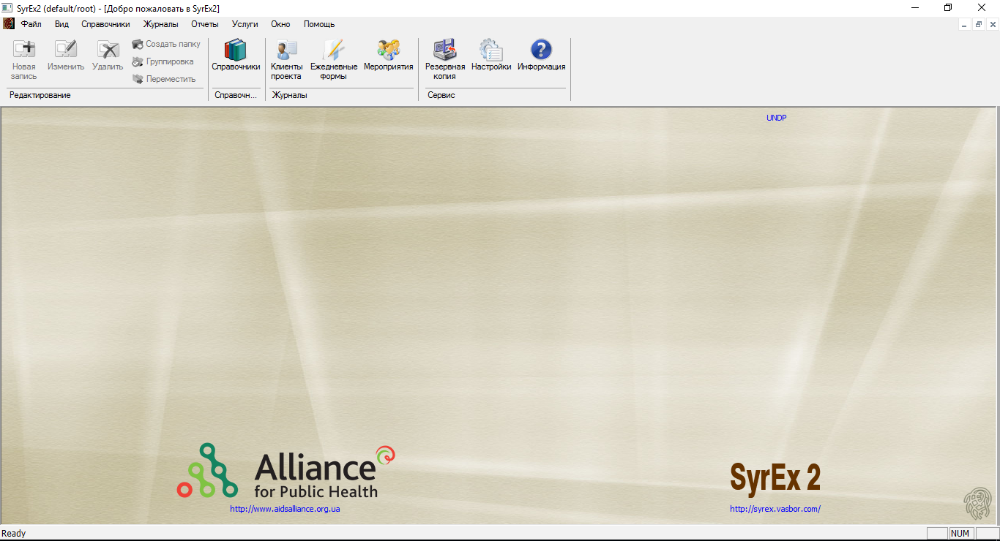 SyrEx2 (default/root) - [Добро пожаловать в SyrEx2]
Файл Вид Справочники Журналы Отчеты Услуги Окно Помощь
Новая запись
Изменить
Удалить
Создать папку
Группировка
Переместить
Редактирование
Справочники
Справочн...
Клиенты проекта
Ежедневные формы
Мероприятия
Журналы
Резервная копия
Настройки
Информация
Сервис
UNDP
Alliance
for Public Health
http://www.aidsalliance.org.ua
SyrEx 2
http://syrex.vasbor.com/
Ready
NUM